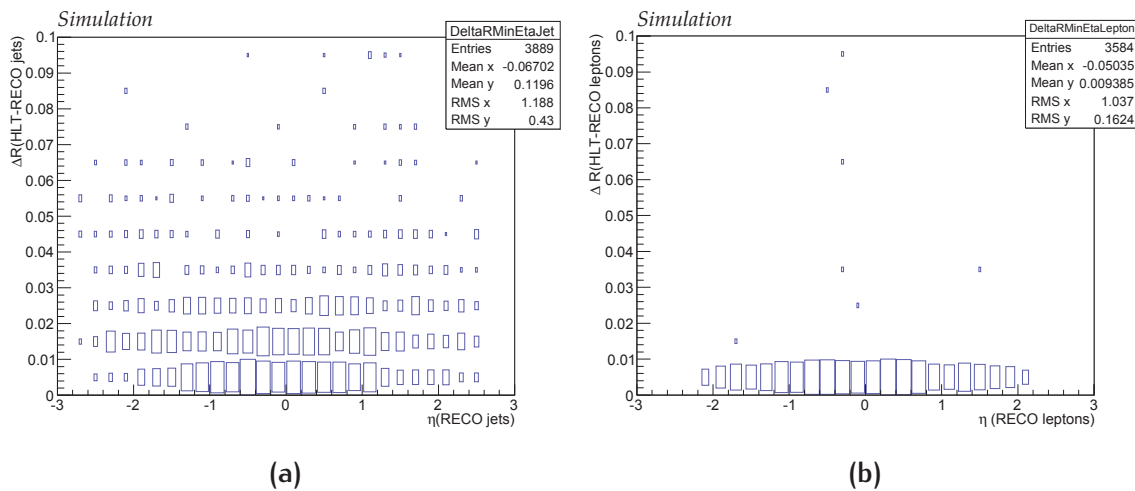 Simulation
DeltaRMinEtaJet
Entries 3889
Mean x -0.06702
Mean y 0.1196
RMS x 1.188
RMS y 0.43
ΔR(HLT-RECO jets)
0.1
0.09
0.08
0.07
0.06
0.05
0.04
0.03
0.02
0.01
0
-3 -2 -1 0 1 2 3
η(RECO jets)
(a)
Simulation
DeltaRMinEtaLepton
Entries 3584
Mean x -0.05035
Mean y 0.009385
RMS x 1.037
RMS y 0.1624
Δ R(HLT-RECO leptons)
0.1
0.09
0.08
0.07
0.06
0.05
0.04
0.03
0.02
0.01
0
-3 -2 -1 0 1 2 3
η (RECO leptons)
(b)